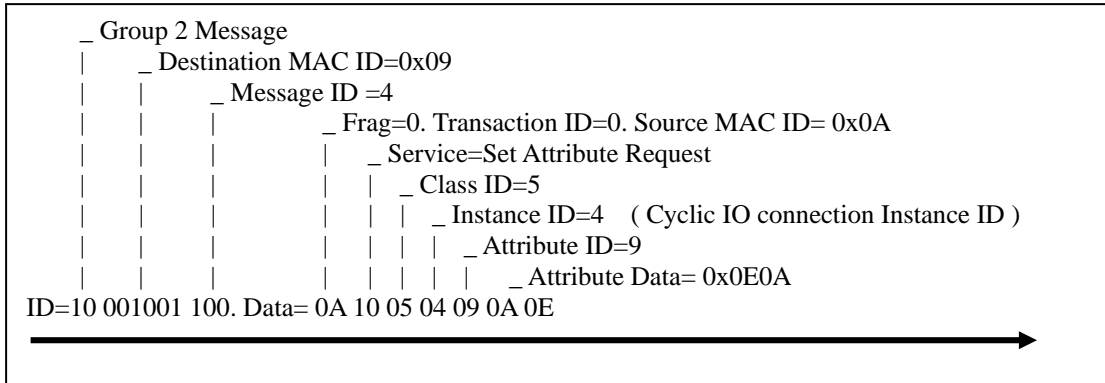 _ Group 2 Message
| _ Destination MAC ID=0x09
| | _ Message ID =4
| | | _ Frag=0. Transaction ID=0. Source MAC ID= 0x0A
| | | | _ Service=Set Attribute Request
| | | | | _ Class ID=5
| | | | | | _ Instance ID=4 ( Cyclic IO connection Instance ID )
| | | | | | | _ Attribute ID=9
| | | | | | | | _ Attribute Data= 0x0E0A
ID=10 001001 100. Data= 0A 10 05 04 09 0A 0E